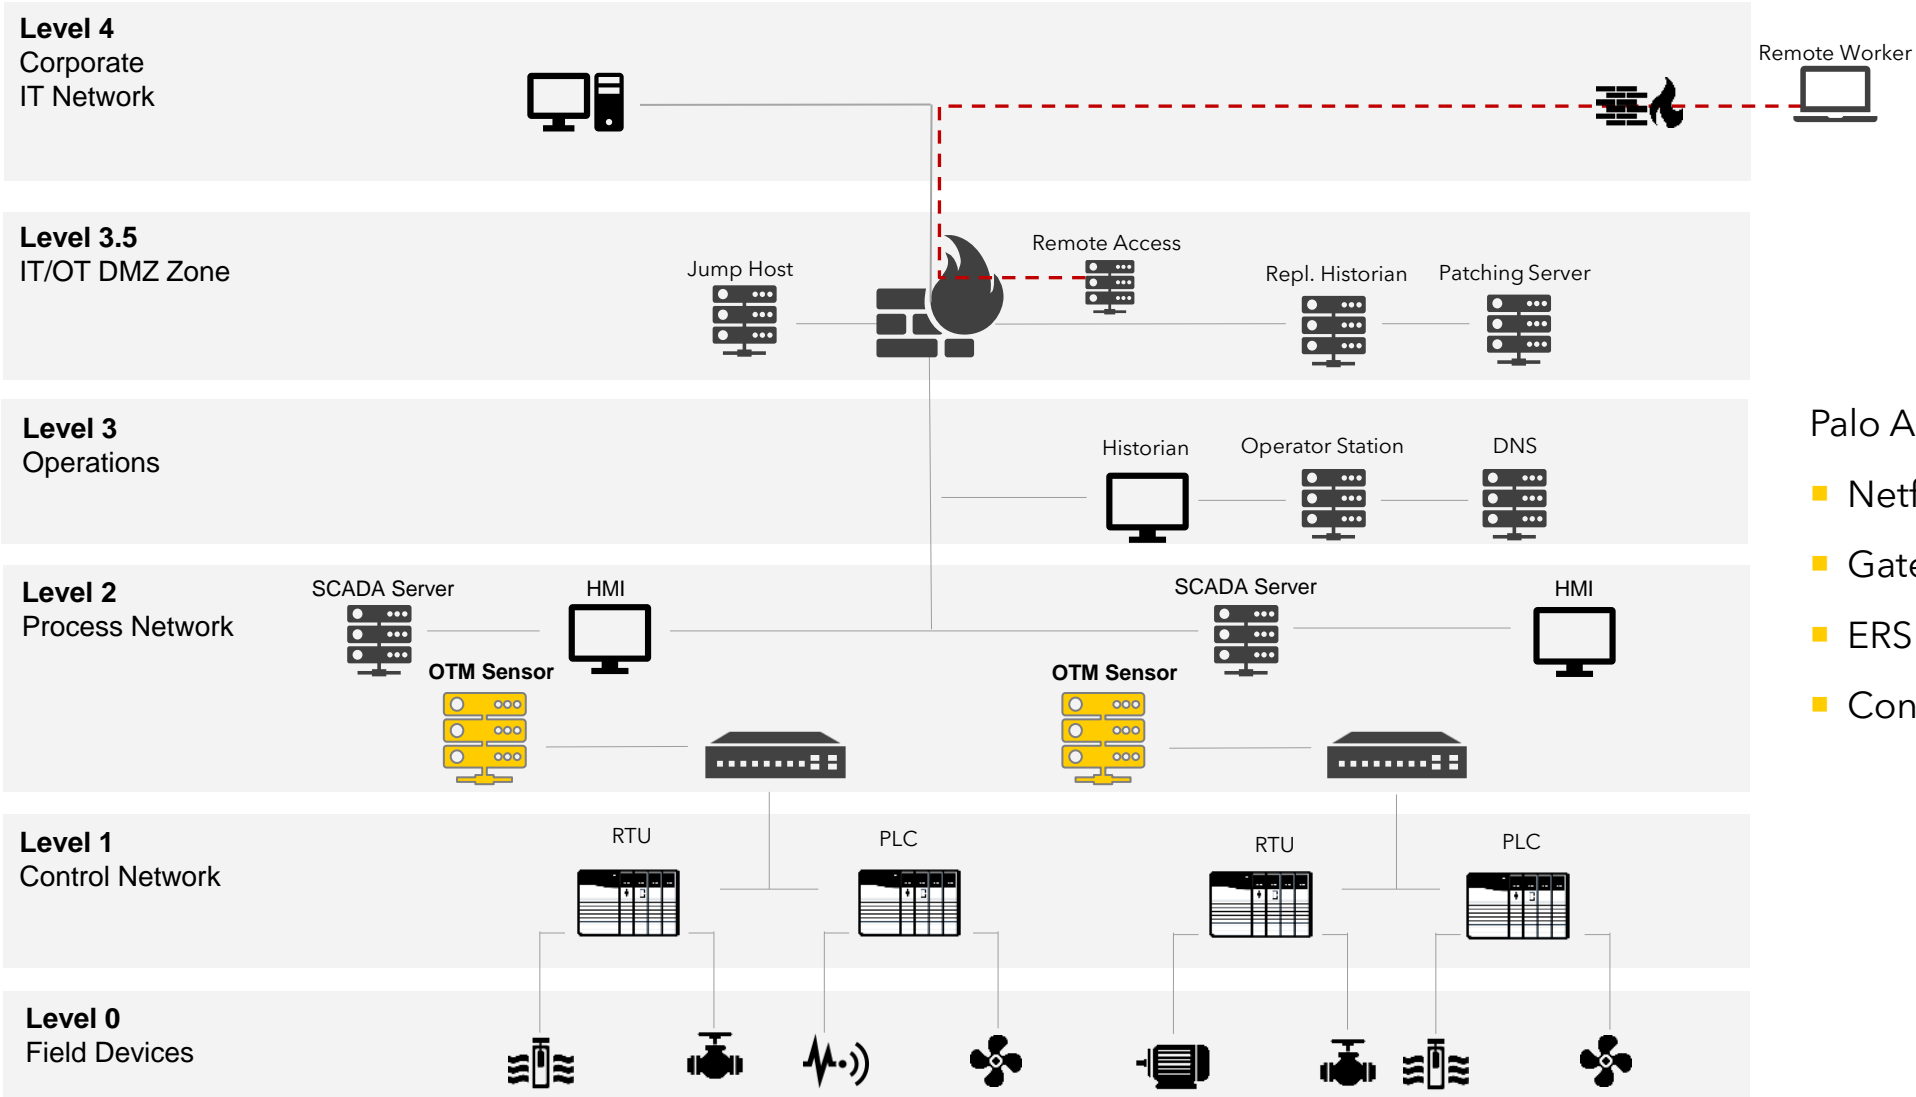 Level 4
Corporate
IT Network
Remote Worker
Level 3.5
IT/OT DMZ Zone
Jump Host
Remote Access
Repl. Historian
Patching Server
Level 3
Operations
Historian
Operator Station
DNS
Palo A
Level 2
Process Network
SCADA Server
HMI
SCADA Server
HMI
OTM Sensor
OTM Sensor
Gate
ERS
Con
Level 1
Control Network
RTU
PLC
RTU
PLC
Level 0
Field Devices